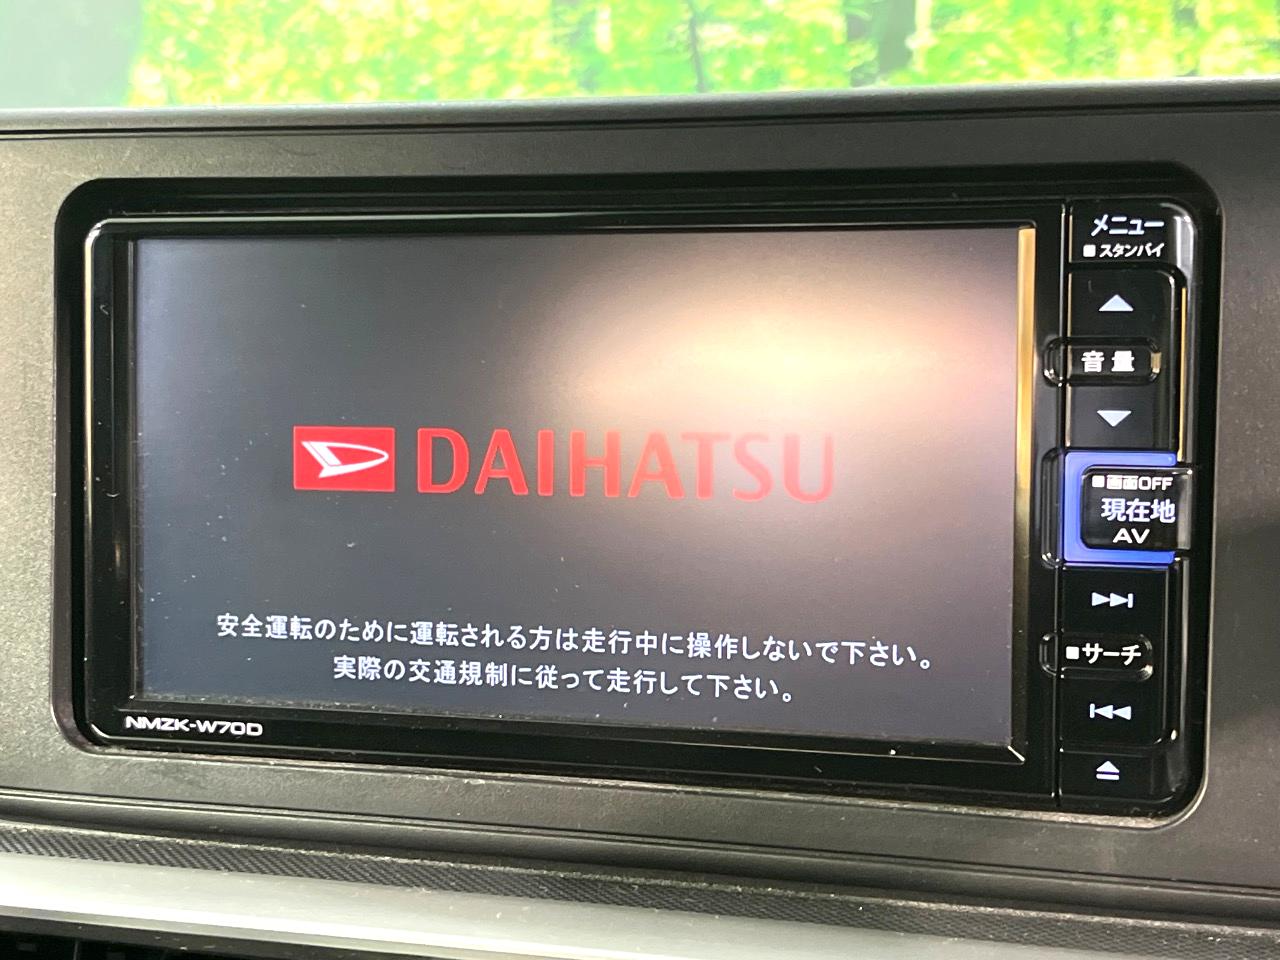 DAIHATSU
安全運転のために運転される方は走行中に操作しないで下さい。
実際の交通規制に従って走行して下さい。
NMZK-W70D
メニュー
スタンバイ
音量
画面OFF
現在地
AV
サーチ